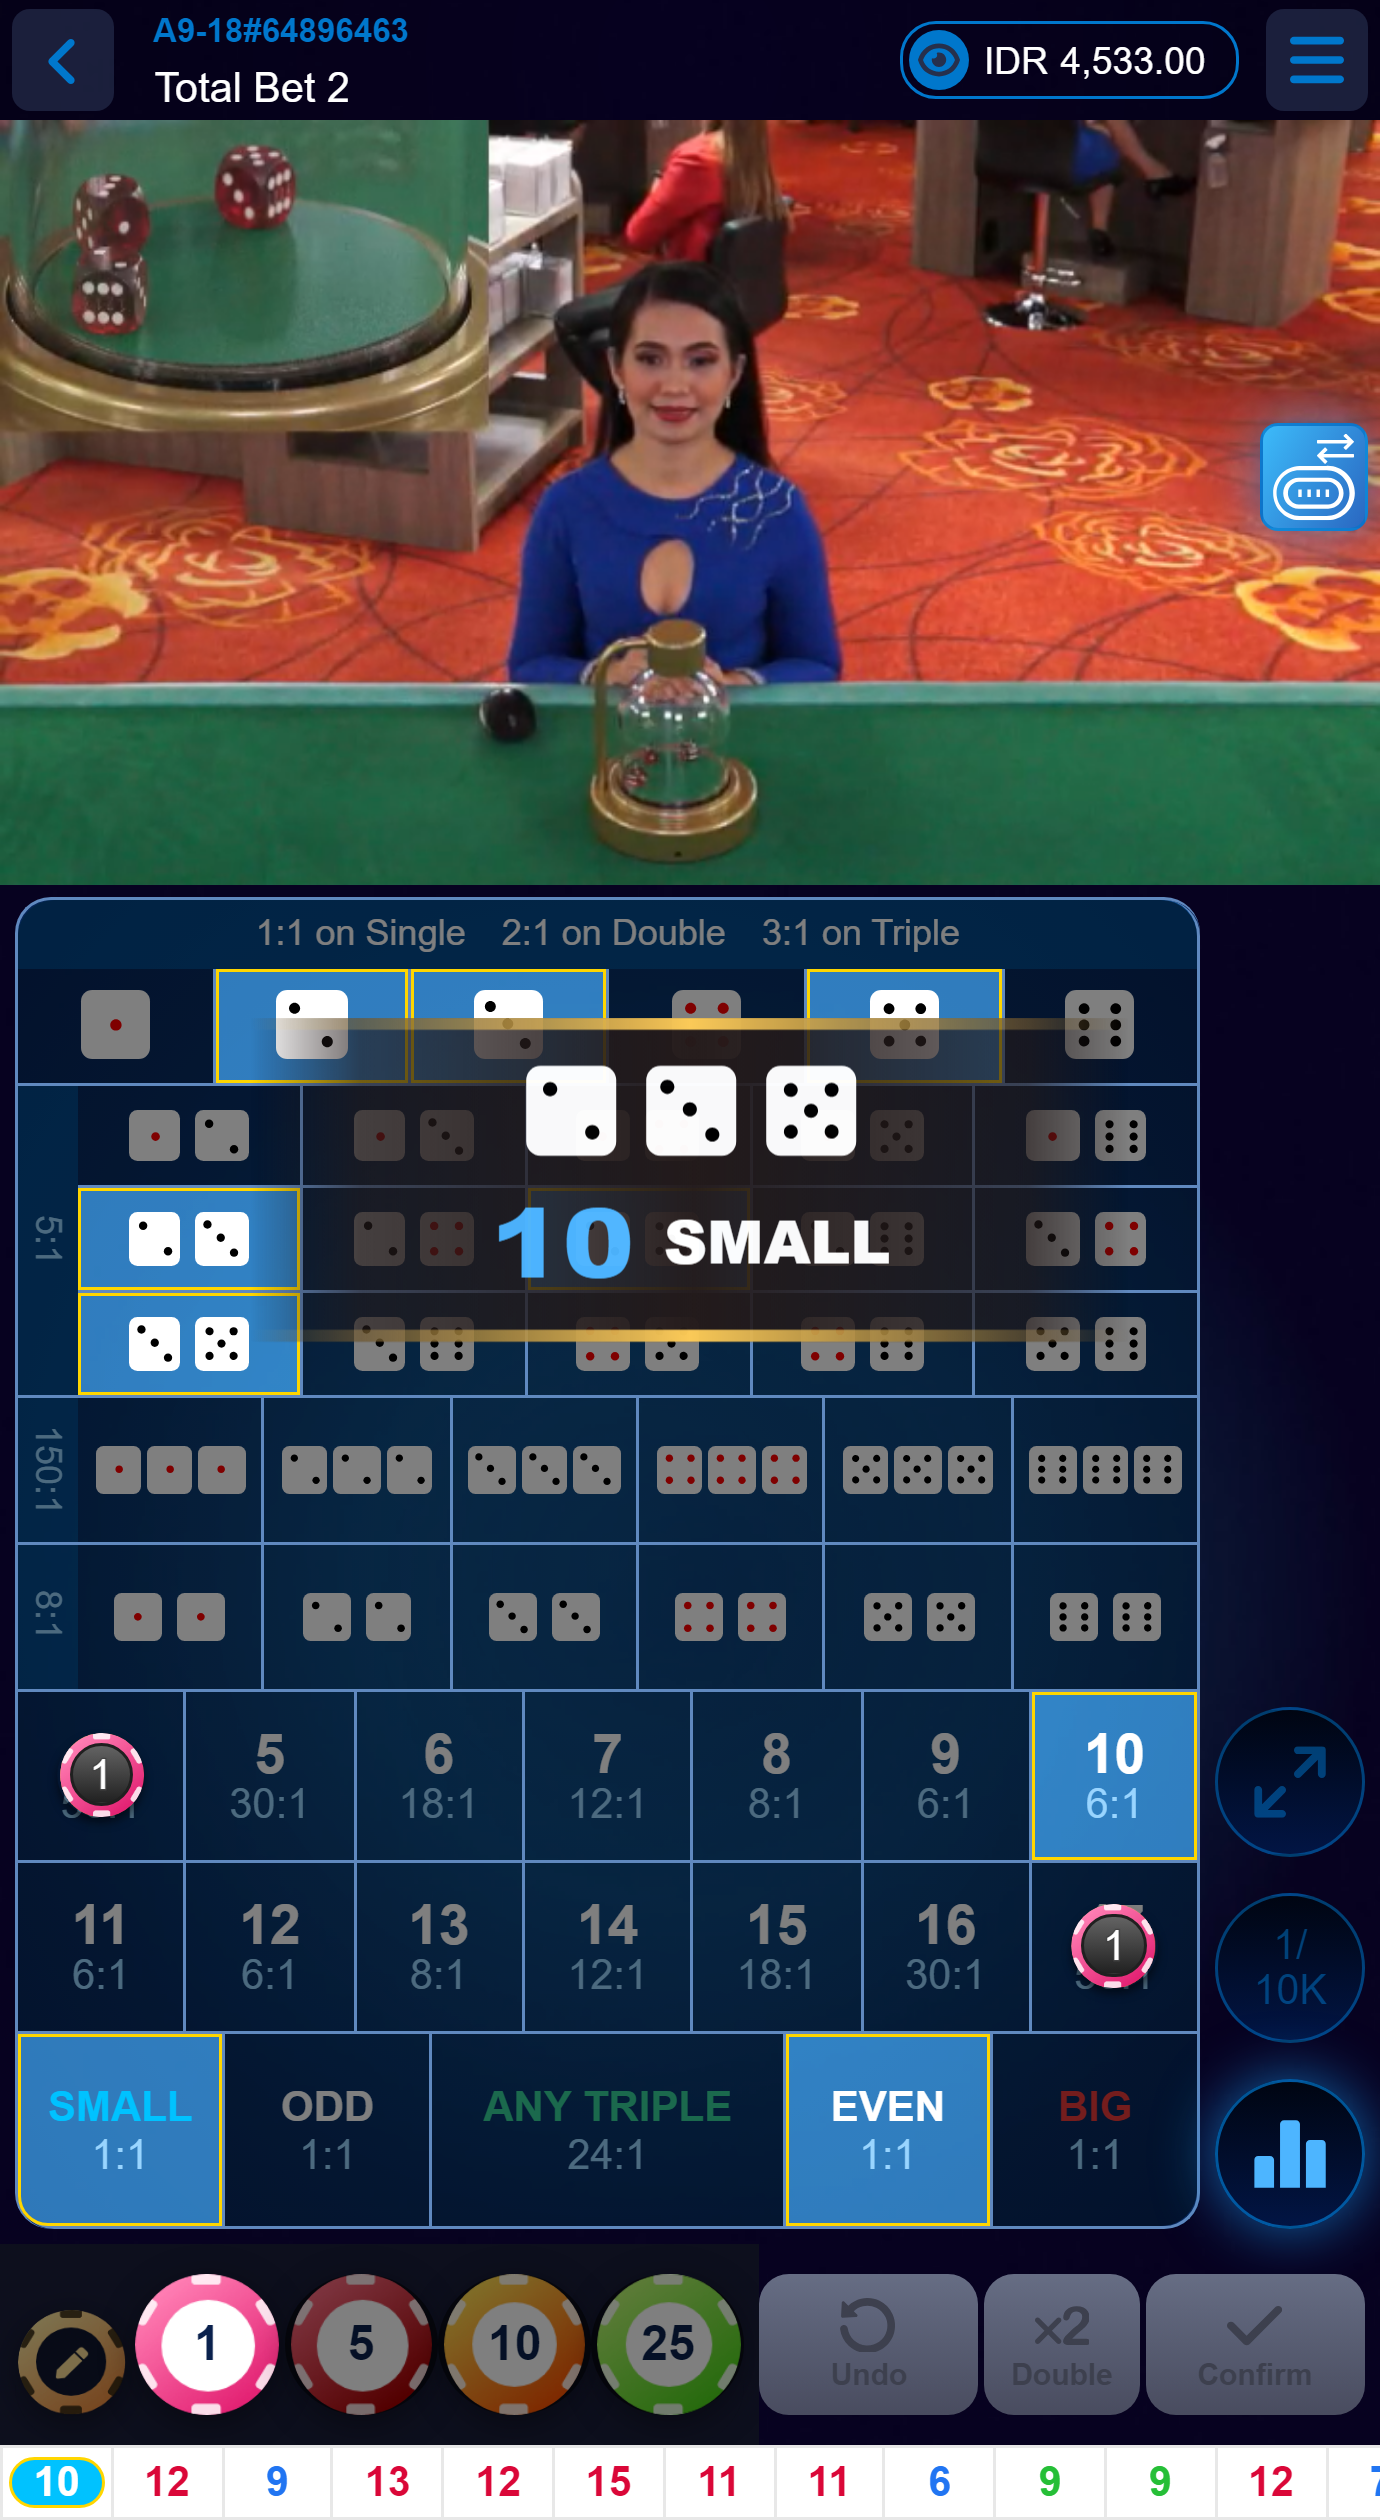 A9-18#64896463
Total Bet 2
IDR 4,533.00
1:1 on Single 2:1 on Double 3:1 on Triple
10 SMALL
5:1
150:1
8:1
1 5 6 7 8 9 10
30:1 18:1 12:1 8:1 6:1 6:1
11 12 13 14 15 16 1
6:1 6:1 8:1 12:1 18:1 30:1
1/
10K
SMALL ODD ANY TRIPLE EVEN BIG
1:1 1:1 24:1 1:1 1:1
1 5 10 25
x2
Undo Double Confirm
10 12 9 13 12 15 11 11 6 9 9 12